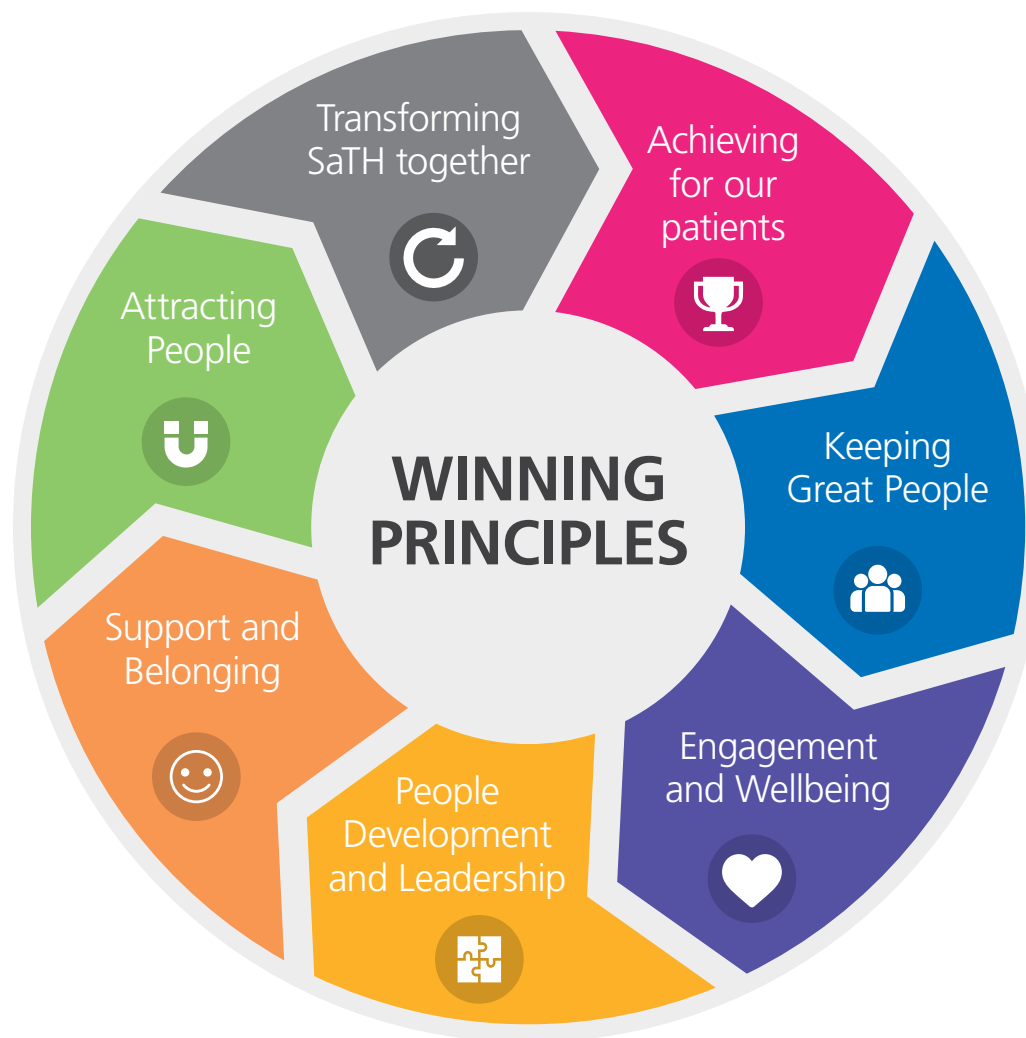 Transforming
SaTH together
Achieving
for our
patients
Attracting
People
Keeping
Great People
WINNING
PRINCIPLES
Support and
Belonging
Engagement
and Wellbeing
People
Development
and Leadership